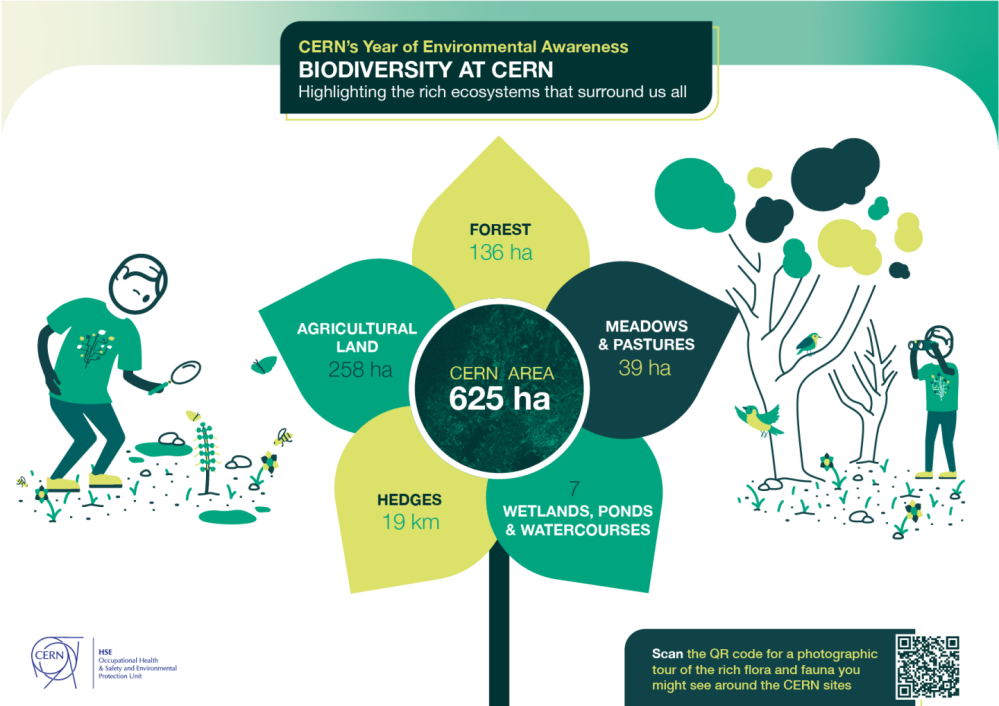 CERN's Year of Environmental Awareness
BIODIVERSITY AT CERN
Highlighting the rich ecosystems that surround us all
FOREST
136 ha
AGRICULTURAL
LAND
258 ha
MEADOWS
& PASTURES
39 ha
CERN AREA
625 ha
HEDGES
19 km
7
WETLANDS, PONDS
& WATERCOURSES
CERN
HSE
Occupational Health
& Safety and Environmental
Protection Unit
Scan the QR code for a photographic
tour of the rich flora and fauna you
might see around the CERN sites